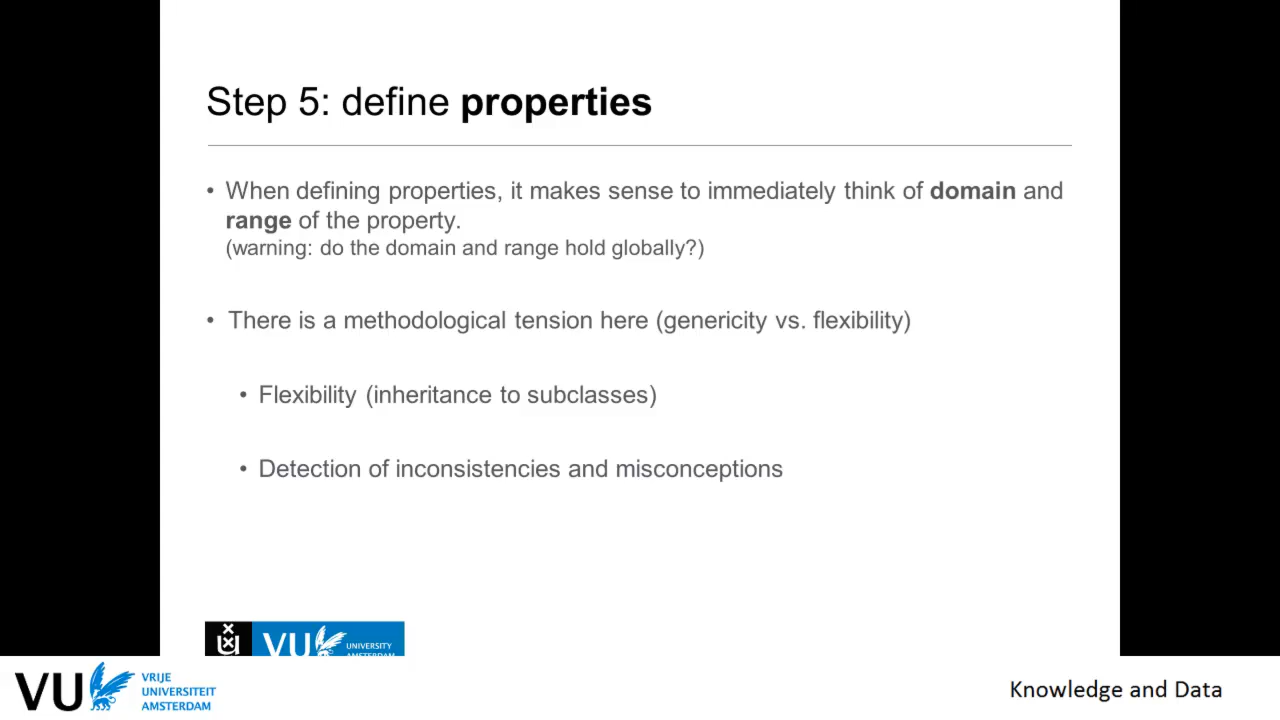 Step 5: define properties
• When defining properties, it makes sense to immediately think of domain and
range of the property.
(warning: do the domain and range hold globally?)
• There is a methodological tension here (genericity vs. flexibility)
• Flexibility (inheritance to subclasses)
• Detection of inconsistencies and misconceptions
VU UNIVERSITY
AMSTERDAM
VU VRIJE
UNIVERSITEIT
AMSTERDAM
Knowledge and Data